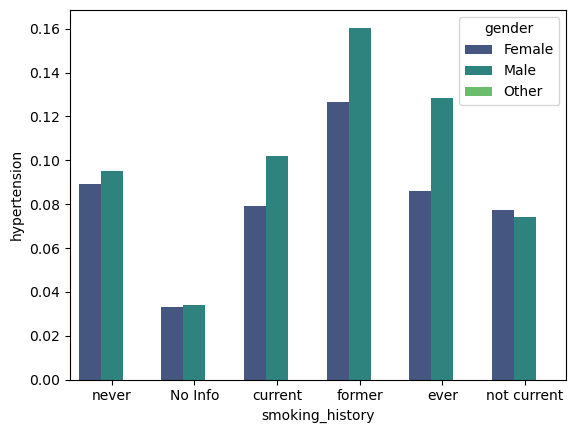 hypertension
0.16
0.14
0.12
0.10
0.08
0.06
0.04
0.02
0.00
gender
Female
Male
Other
never No Info current former ever not current
smoking_history